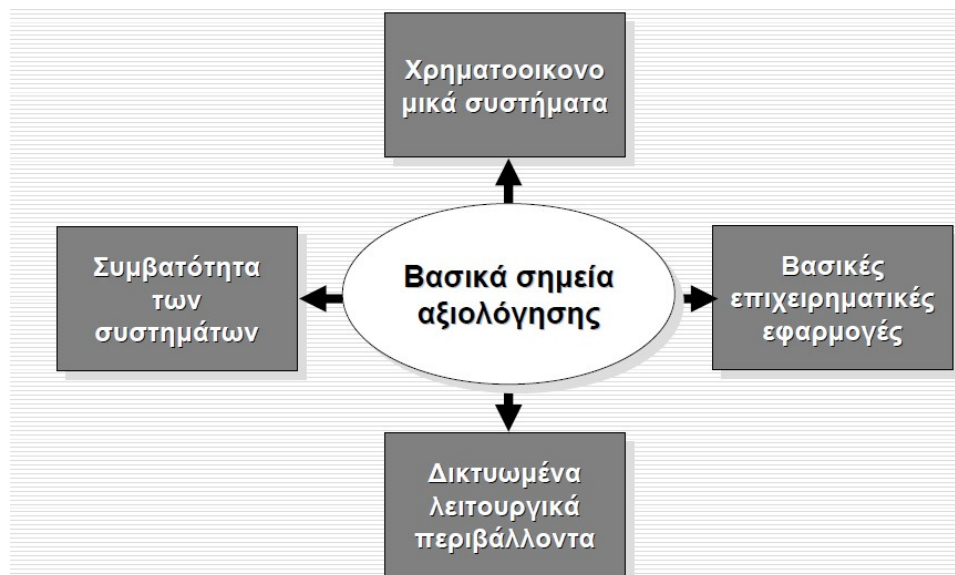 Χρηματοοικονο
μικά συστήματα
Συμβατότητα
των
συστημάτων
Βασικά σημεία
αξιολόγησης
Βασικές
επιχειρηματικές
εφαρμογές
Δικτυωμένα
λειτουργικά
περιβάλλοντα